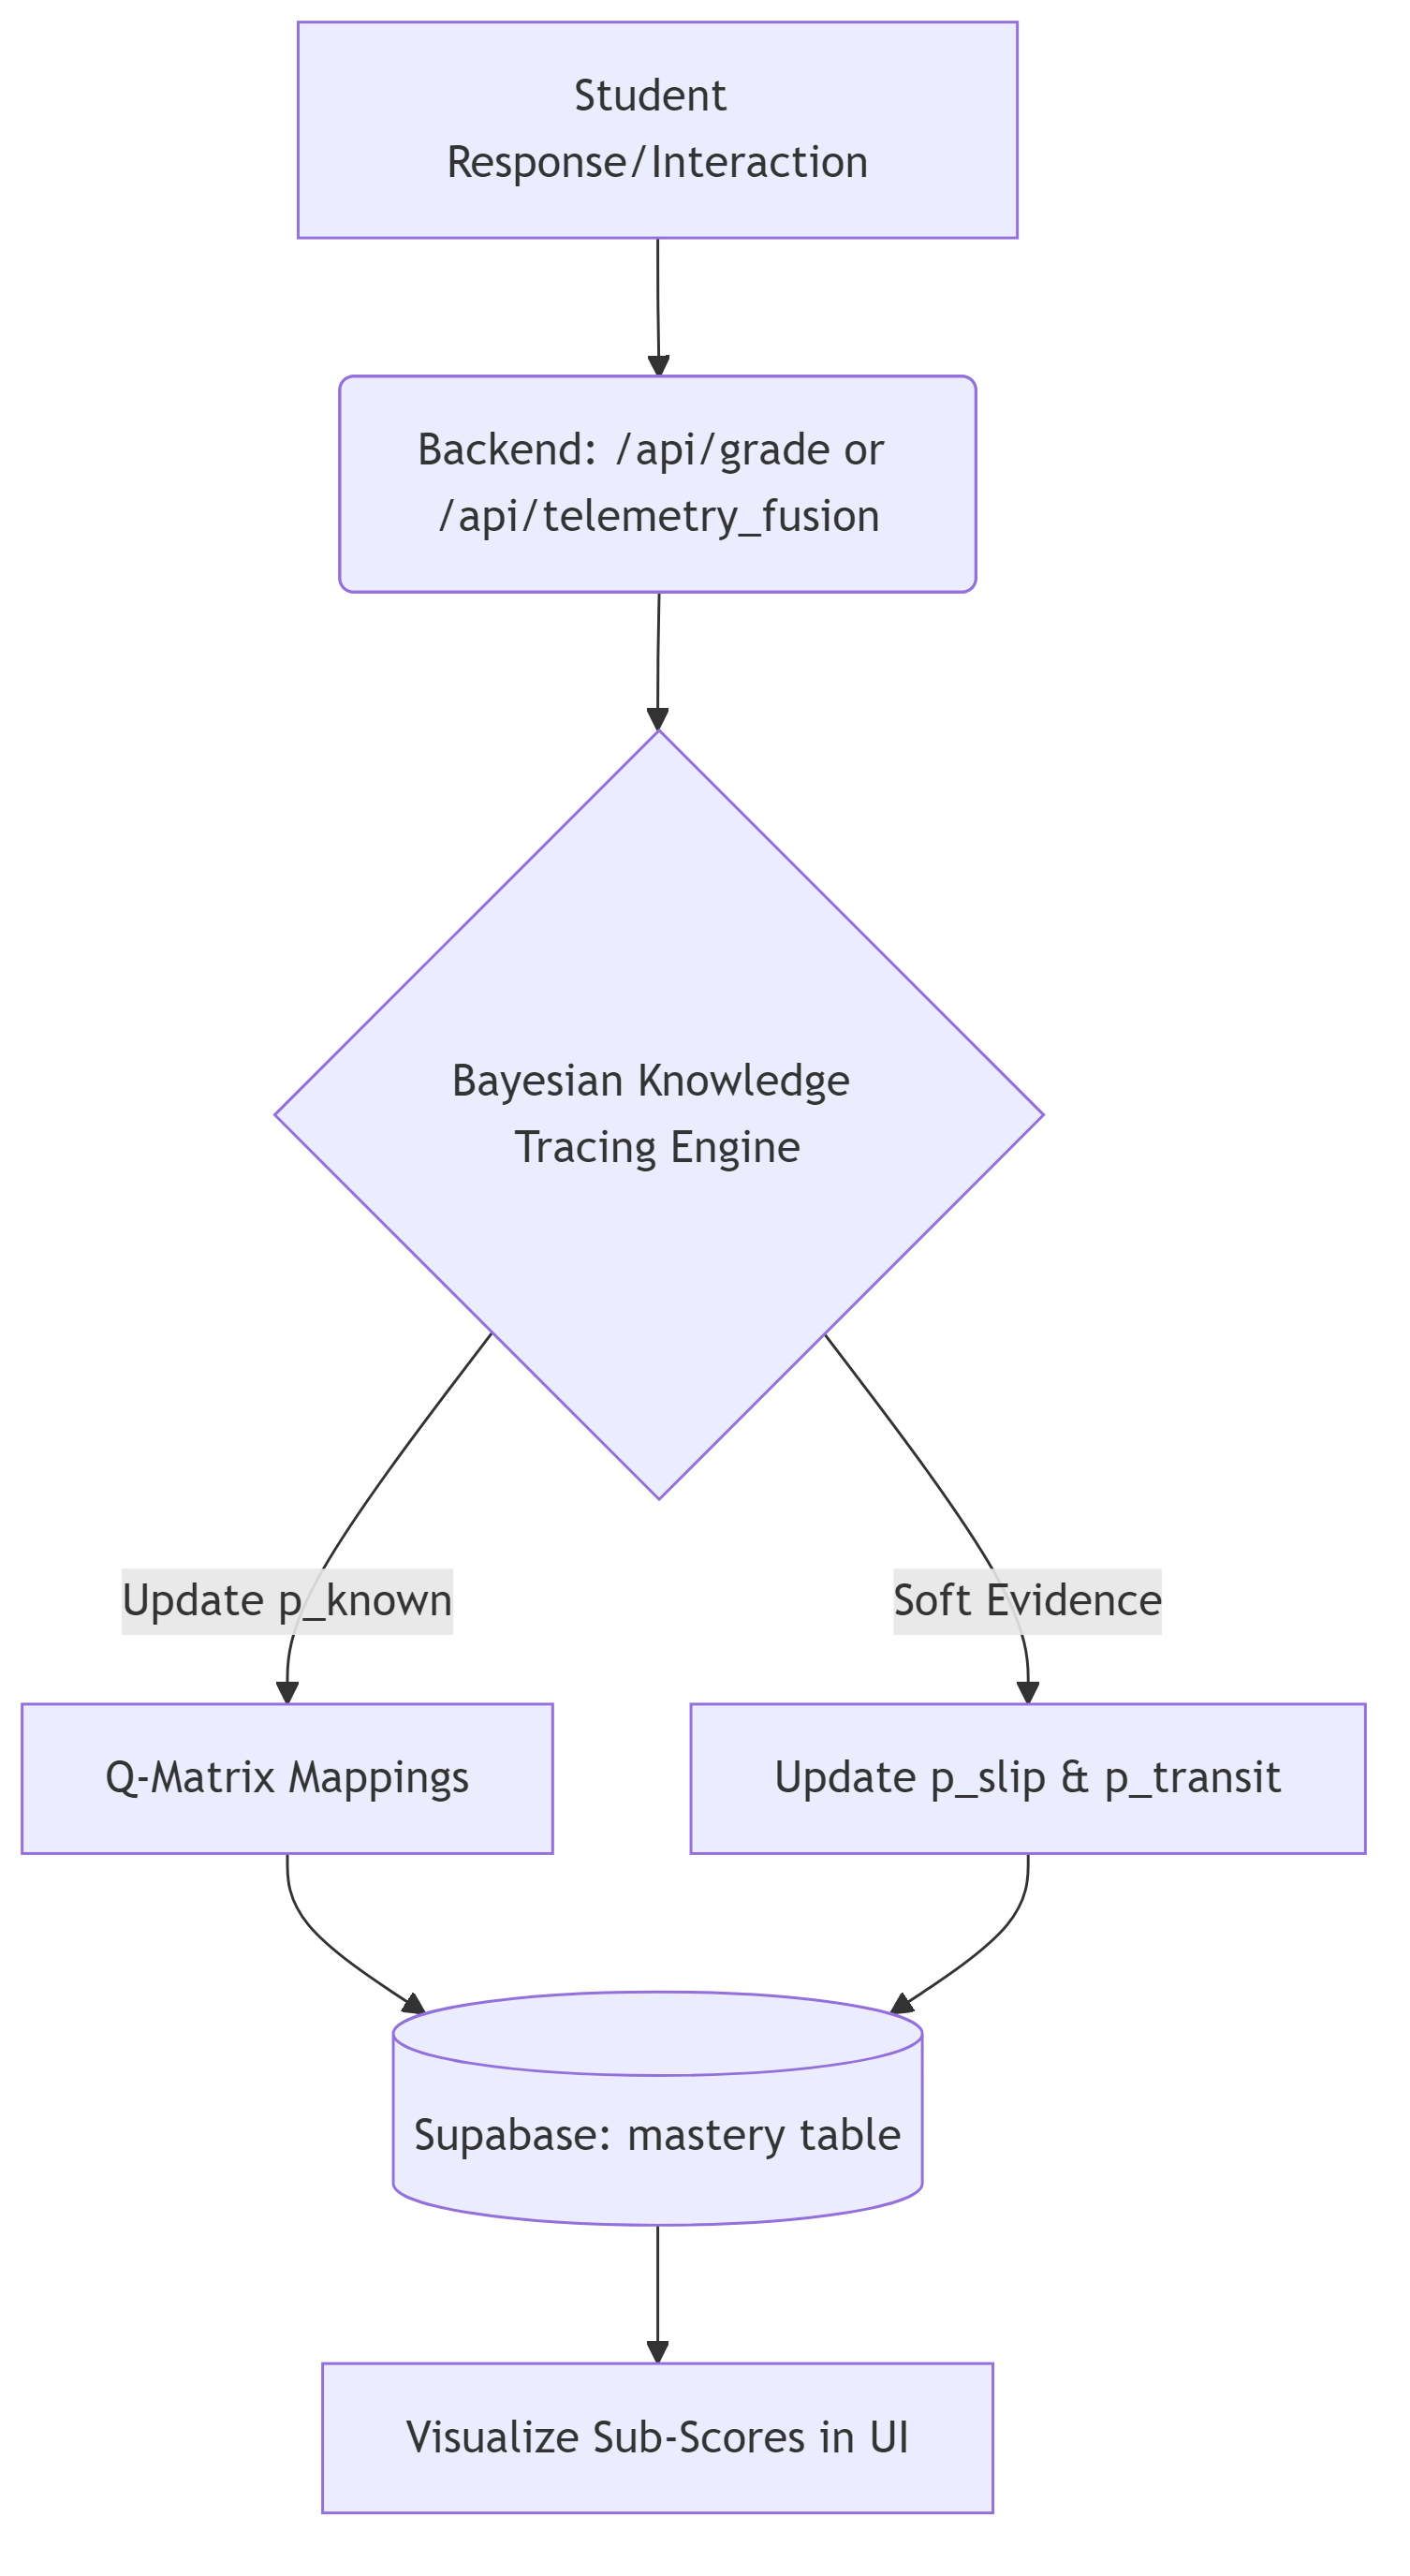 Student
Response/Interaction
Backend: /api/grade or
/api/telemetry_fusion
Bayesian Knowledge
Tracing Engine
Update p_known
Soft Evidence
Q-Matrix Mappings
Update p_slip & p_transit
Supabase: mastery table
Visualize Sub-Scores in UI